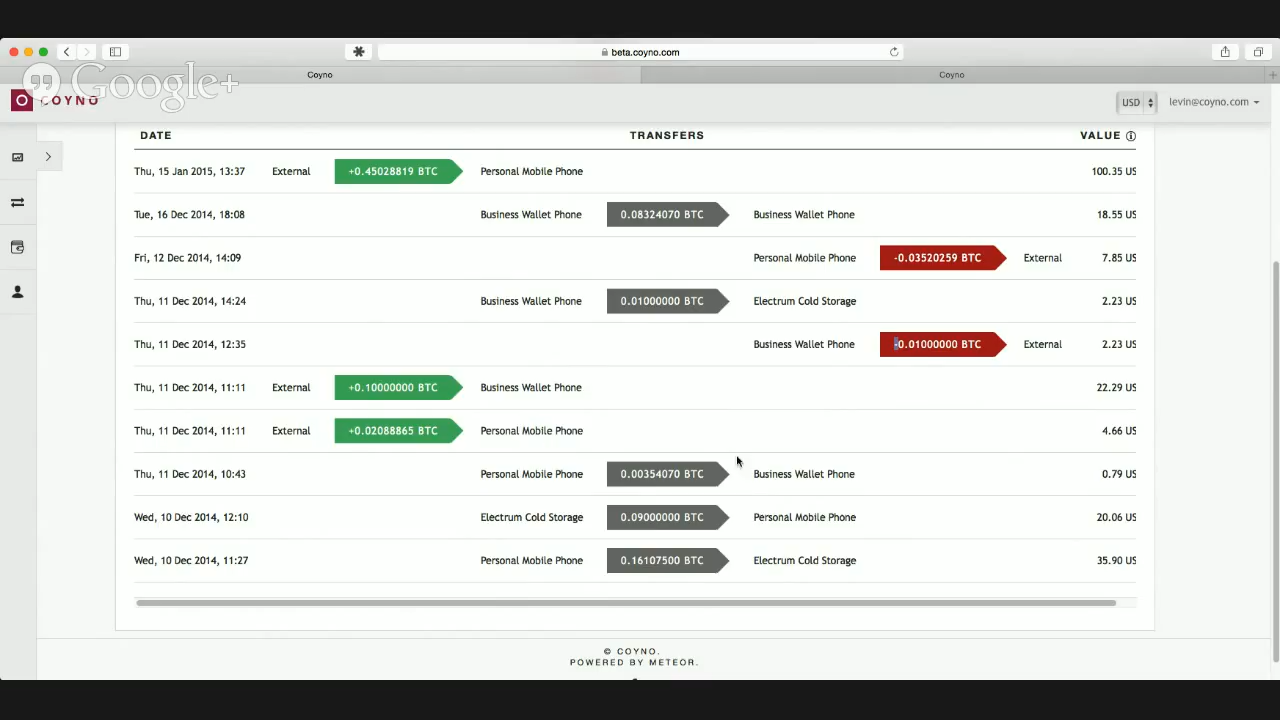 beta.coyno.com
Coyno Coyno
Google+
COYNO USD levin@coyno.com
DATE TRANSFERS VALUE
Thu, 15 Jan 2015, 13:37 External +0.45028819 BTC Personal Mobile Phone 100.35 US
Tue, 16 Dec 2014, 18:08 Business Wallet Phone 0.08324070 BTC Business Wallet Phone 18.55 US
Fri, 12 Dec 2014, 14:09 Personal Mobile Phone -0.03520259 BTC External 7.85 US
Thu, 11 Dec 2014, 14:24 Business Wallet Phone 0.01000000 BTC Electrum Cold Storage 2.23 US
Thu, 11 Dec 2014, 12:35 Business Wallet Phone -0.01000000 BTC External 2.23 US
Thu, 11 Dec 2014, 11:11 External +0.10000000 BTC Business Wallet Phone 22.29 US
Thu, 11 Dec 2014, 11:11 External +0.02088865 BTC Personal Mobile Phone 4.66 US
Thu, 11 Dec 2014, 10:43 Personal Mobile Phone 0.00354070 BTC Business Wallet Phone 0.79 US
Wed, 10 Dec 2014, 12:10 Electrum Cold Storage 0.09000000 BTC Personal Mobile Phone 20.06 US
Wed, 10 Dec 2014, 11:27 Personal Mobile Phone 0.16107500 BTC Electrum Cold Storage 35.90 US
© COYNO.
POWERED BY METEOR.